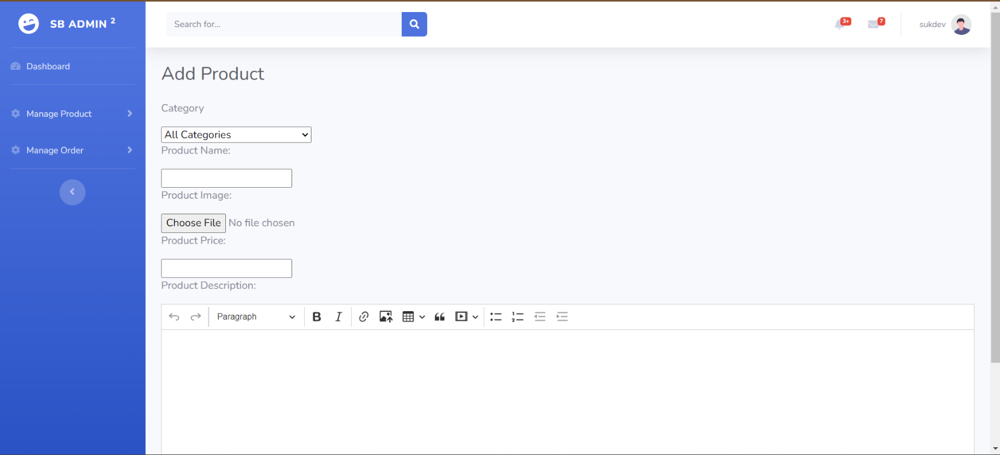 SB ADMIN 2
Search for...
3+
7
sukdev
Dashboard
Manage Product
Manage Order
Add Product
Category
All Categories
Product Name:
Product Image:
Choose File No file chosen
Product Price:
Product Description:
Paragraph